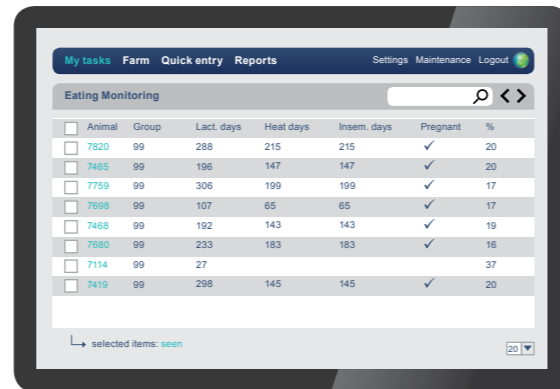 My tasks Farm Quick entry Reports Settings Maintenance Logout
Eating Monitoring
Animal Group Lact. days Heat days Insem. days Pregnant %
7820 99 288 215 215 ✓ 20
7465 99 196 147 147 ✓ 20
7759 99 306 199 199 ✓ 17
7698 99 107 65 65 ✓ 17
7468 99 192 143 143 ✓ 19
7680 99 233 183 183 ✓ 16
7114 99 27 37
7419 99 298 145 145 ✓ 20
selected items: seen
20